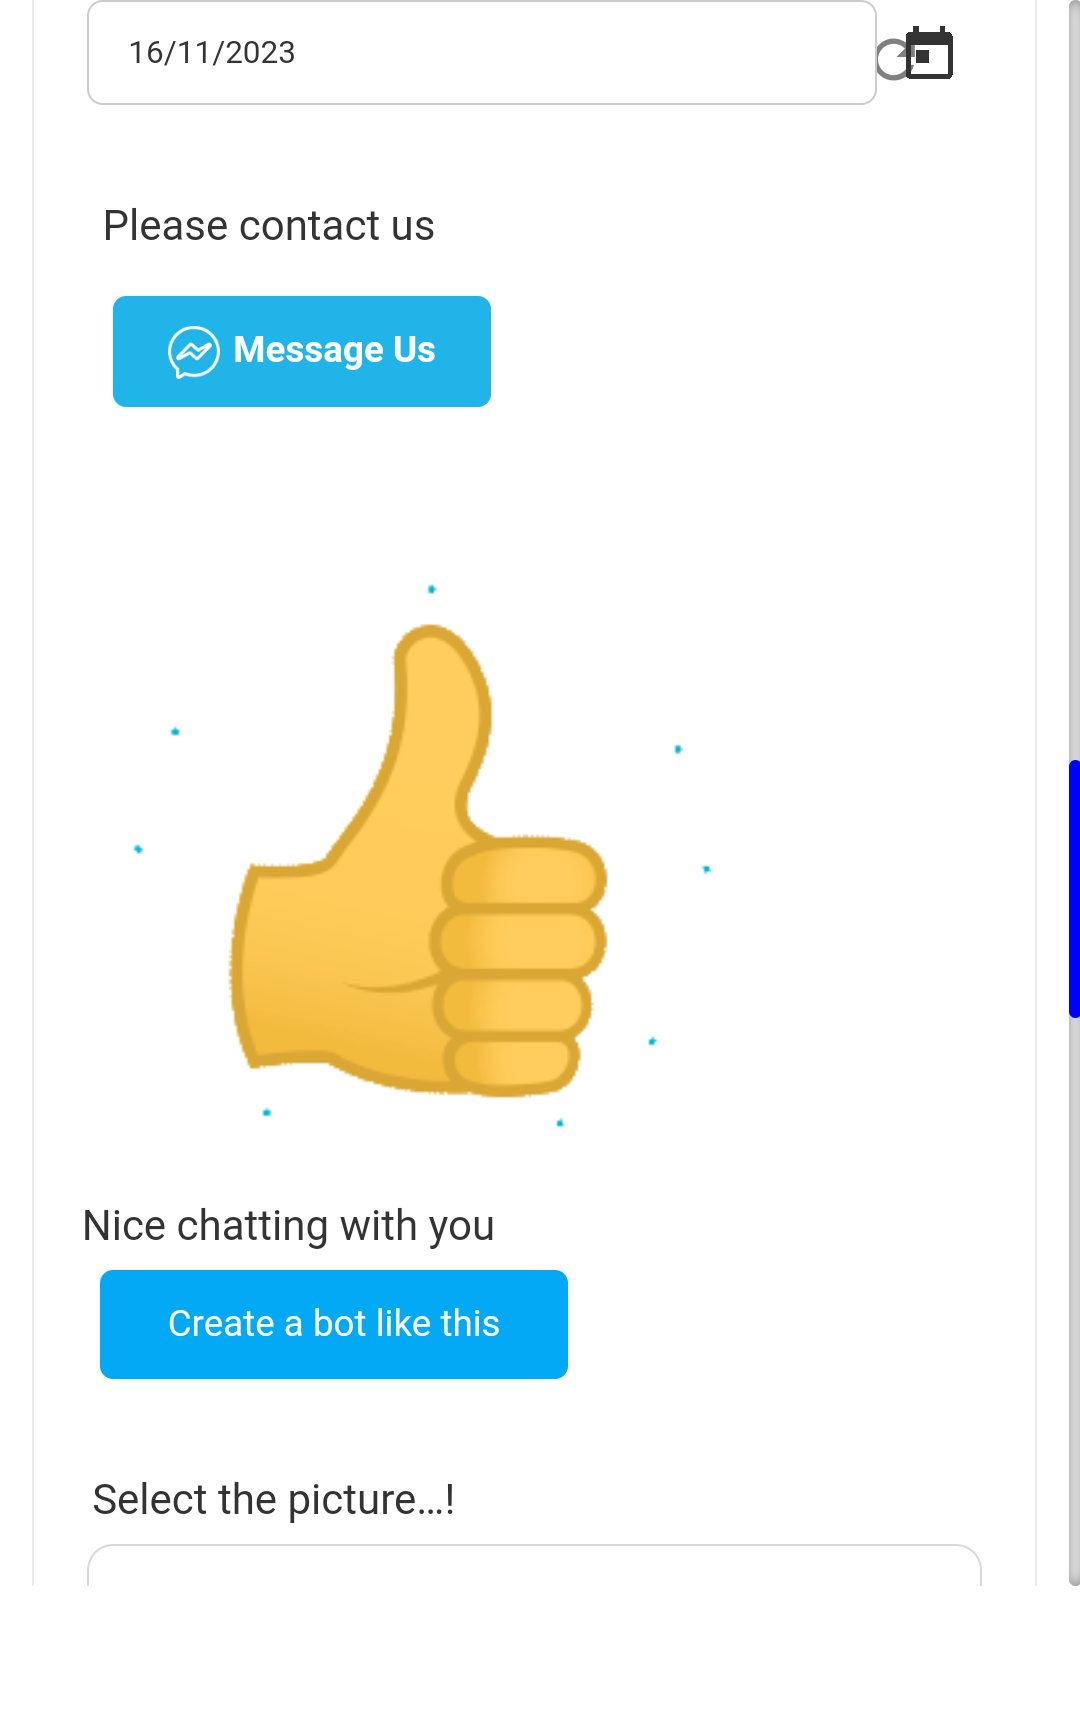 16/11/2023
Please contact us
Message Us
Nice chatting with you
Create a bot like this
Select the picture...!